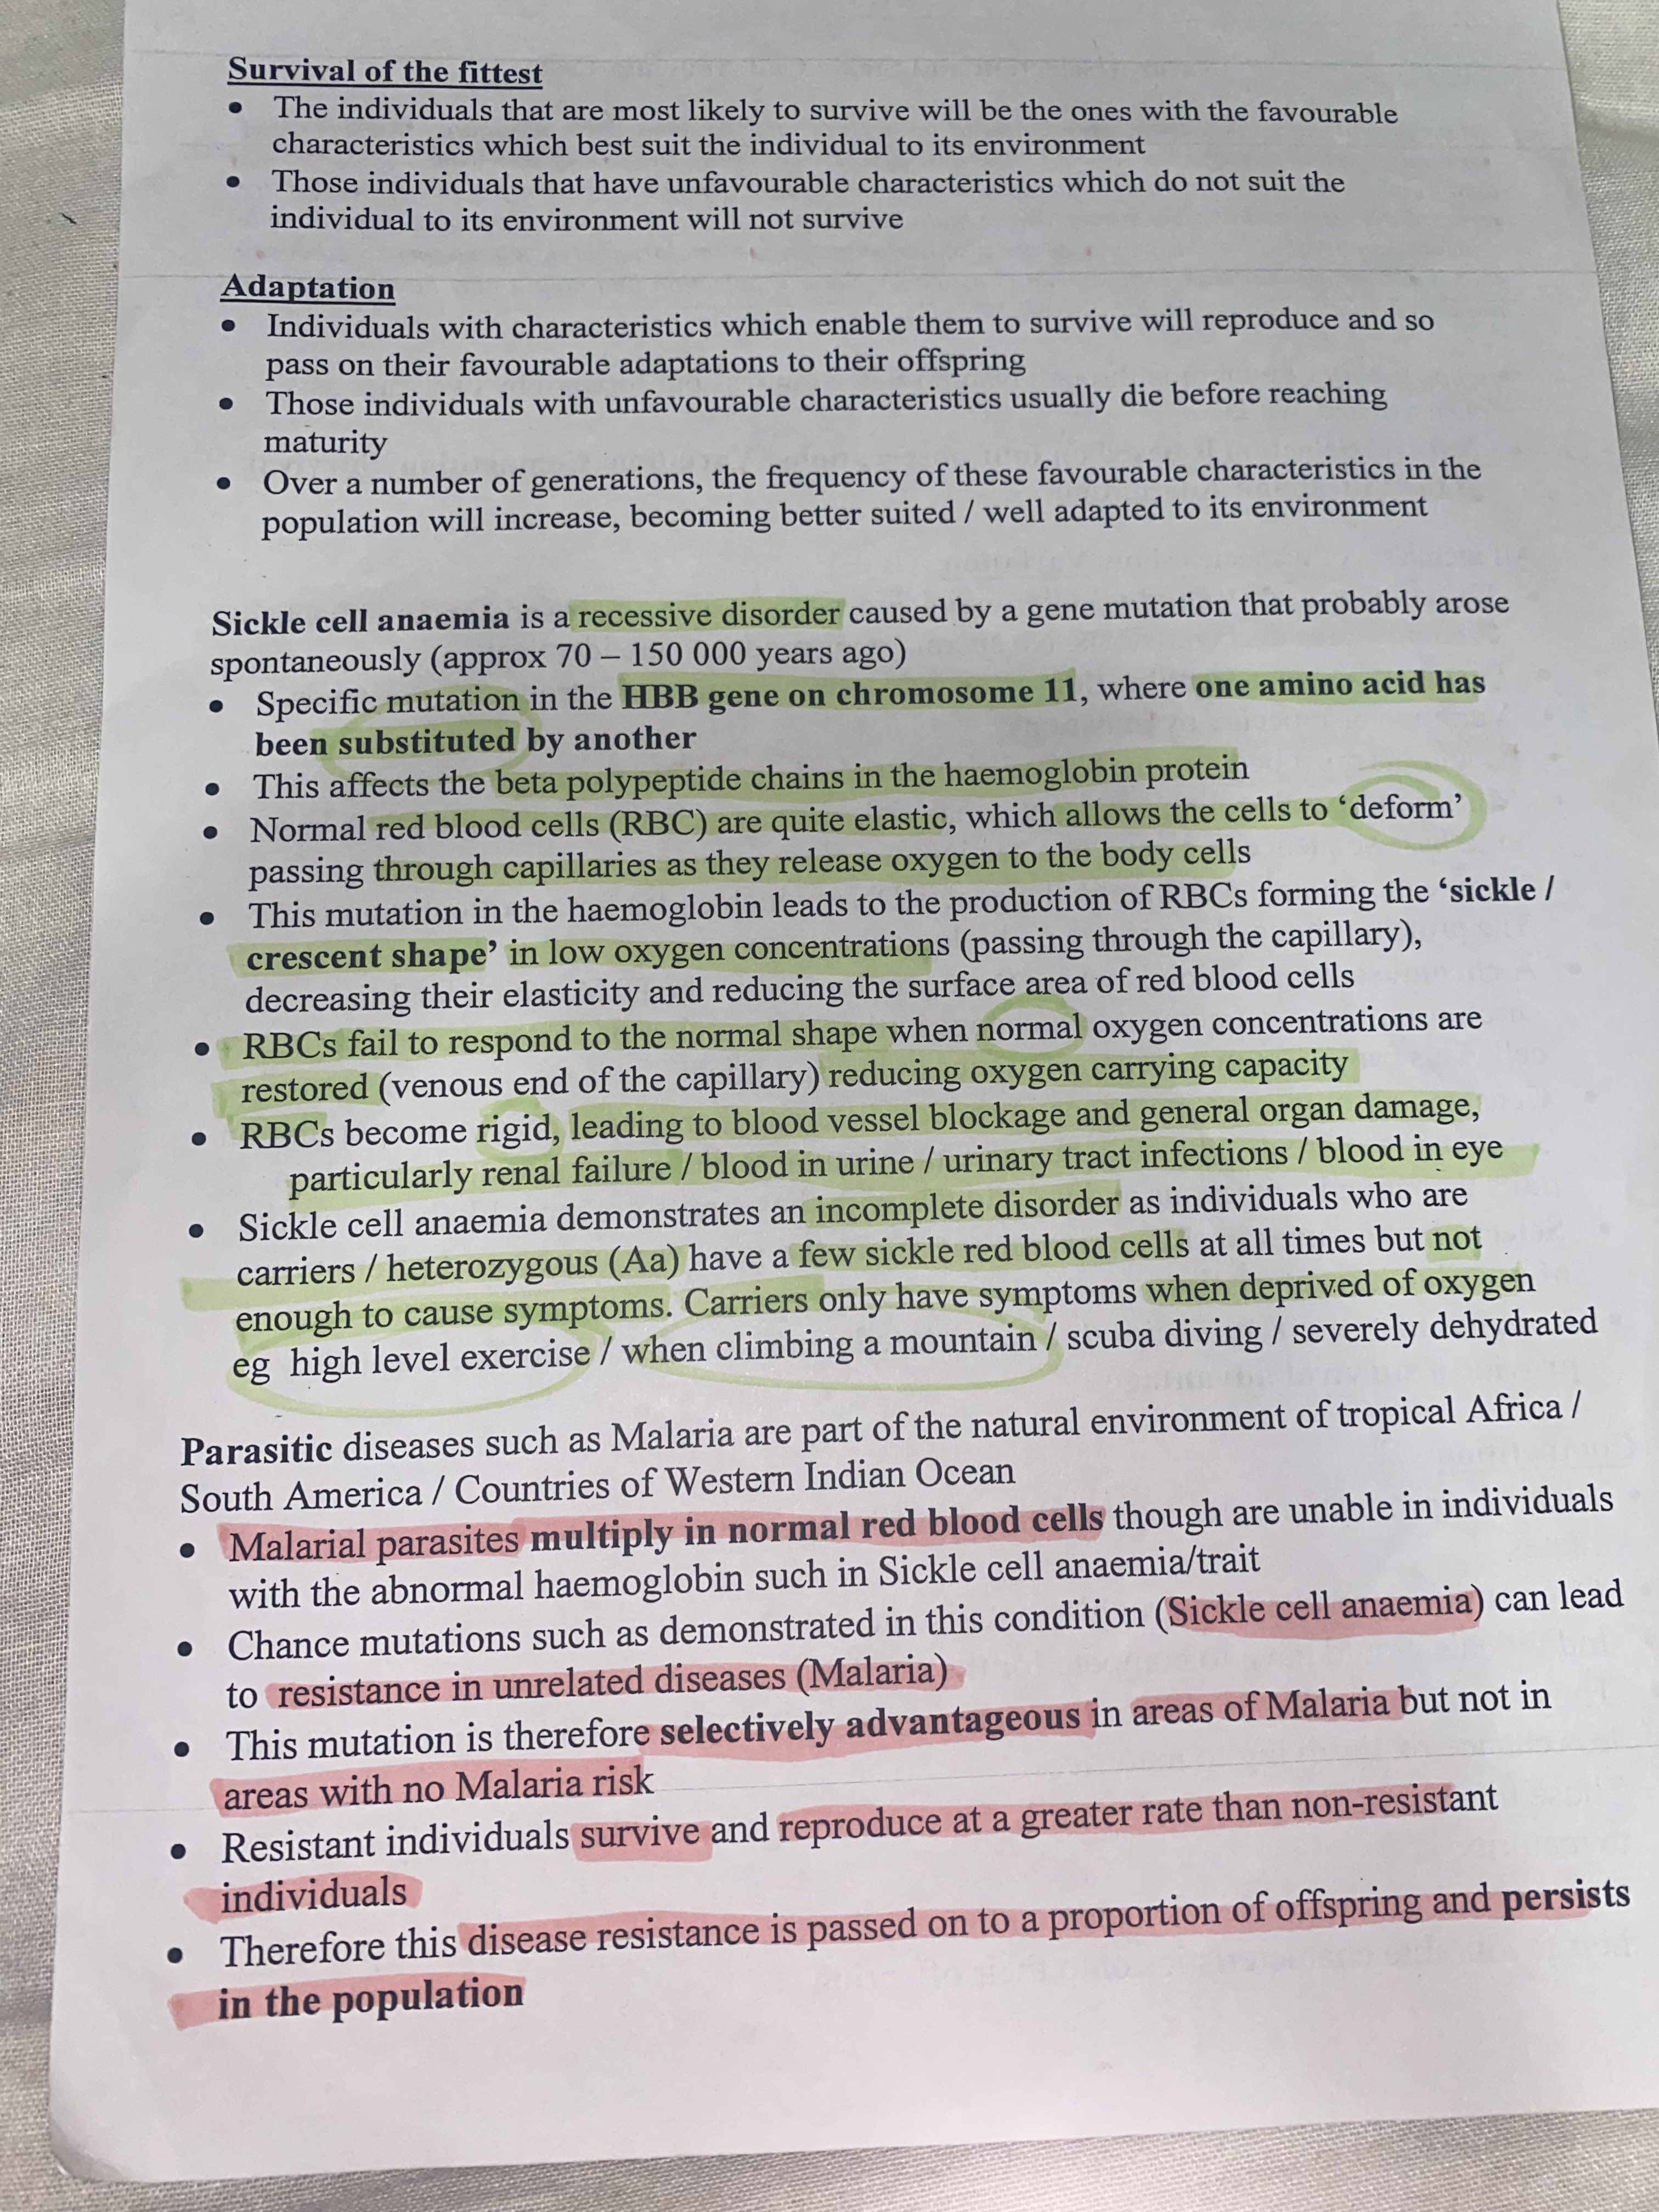 Survival of the fittest
• The individuals that are most likely to survive will be the ones with the favourable
characteristics which best suit the individual to its environment
• Those individuals that have unfavourable characteristics which do not suit the
individual to its environment will not survive
Adaptation
• Individuals with characteristics which enable them to survive will reproduce and so
pass on their favourable adaptations to their offspring
• Those individuals with unfavourable characteristics usually die before reaching
maturity
• Over a number of generations, the frequency of these favourable characteristics in the
population will increase, becoming better suited / well adapted to its environment
Sickle cell anaemia is a recessive disorder caused by a gene mutation that probably arose
spontaneously (approx 70 – 150 000 years ago)
• Specific mutation in the HBB gene on chromosome 11, where one amino acid has
been substituted by another
• This affects the beta polypeptide chains in the haemoglobin protein
• Normal red blood cells (RBC) are quite elastic, which allows the cells to ‘deform’
passing through capillaries as they release oxygen to the body cells
• This mutation in the haemoglobin leads to the production of RBCs forming the ‘sickle /
crescent shape’ in low oxygen concentrations (passing through the capillary),
decreasing their elasticity and reducing the surface area of red blood cells
• RBCs fail to respond to the normal shape when normal oxygen concentrations are
restored (venous end of the capillary) reducing oxygen carrying capacity
• RBCs become rigid, leading to blood vessel blockage and general organ damage,
particularly renal failure / blood in urine / urinary tract infections / blood in eye
• Sickle cell anaemia demonstrates an incomplete disorder as individuals who are
carriers / heterozygous (Aa) have a few sickle red blood cells at all times but not
enough to cause symptoms. Carriers only have symptoms when deprived of oxygen
eg high level exercise / when climbing a mountain / scuba diving / severely dehydrated
Parasitic diseases such as Malaria are part of the natural environment of tropical Africa /
South America / Countries of Western Indian Ocean
• Malarial parasites multiply in normal red blood cells though are unable in individuals
with the abnormal haemoglobin such in Sickle cell anaemia/trait
• Chance mutations such as demonstrated in this condition (Sickle cell anaemia) can lead
to resistance in unrelated diseases (Malaria)
• This mutation is therefore selectively advantageous in areas of Malaria but not in
areas with no Malaria risk
• Resistant individuals survive and reproduce at a greater rate than non-resistant
individuals
• Therefore this disease resistance is passed on to a proportion of offspring and persists
in the population